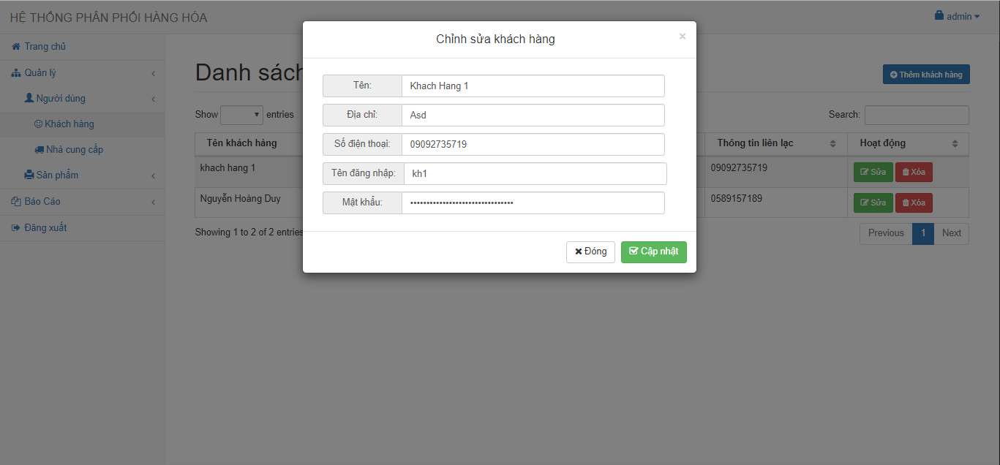 HỆ THỐNG PHÂN PHỐI HÀNG HÓA
admin
Trang chủ
Quản lý
Người dùng
Khách hàng
Nhà cung cấp
Sản phẩm
Báo Cáo
Đăng xuất
Danh sách
Thêm khách hàng
Show entries
Search:
Tên khách hàng
Thông tin liên lạc
Hoạt động
khach hang 1
09092735719
Sửa Xóa
Nguyễn Hoàng Duy
0589157189
Sửa Xóa
Showing 1 to 2 of 2 entries
Previous 1 Next
Chỉnh sửa khách hàng
×
Tên: Khach Hang 1
Địa chỉ: Asd
Số điện thoại: 09092735719
Tên đăng nhập: kh1
Mật khẩu: •••••••••••••••••••••••••••••••
Đóng
Cập nhật